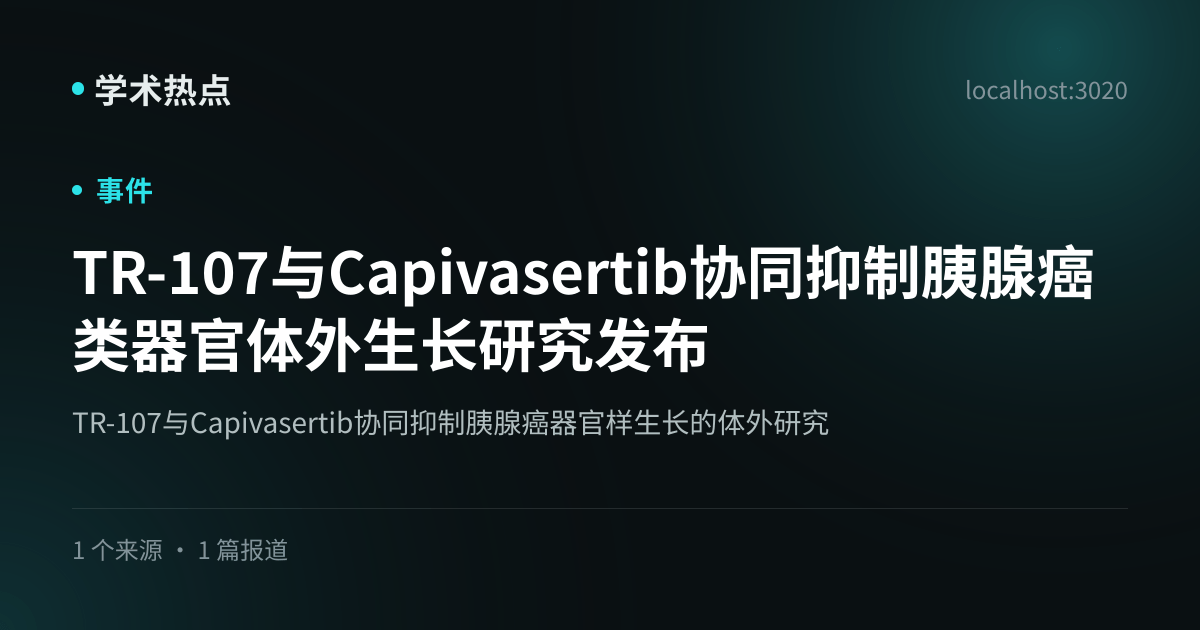 学术热点
localhost:3020
事件
TR-107与Capivasertib协同抑制胰腺癌
类器官体外生长研究发布
TR-107与Capivasertib协同抑制胰腺癌器官样生长的体外研究
1 个来源 · 1 篇报道